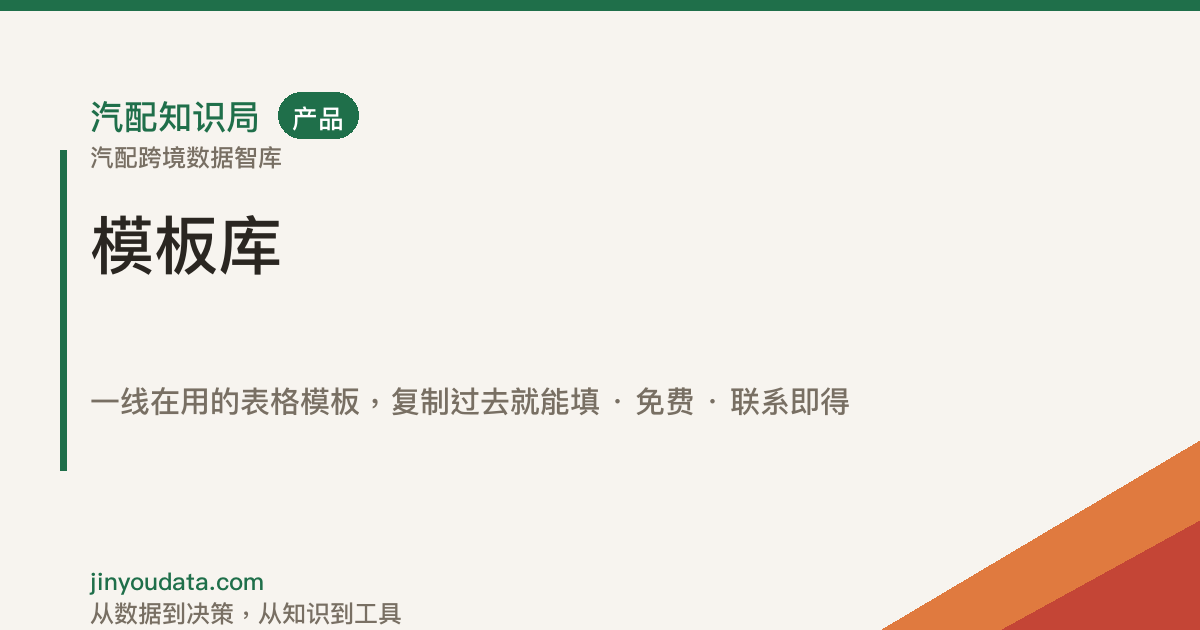 汽配知识局 产品
汽配跨境数据智库
模板库
一线在用的表格模板，复制过去就能填 · 免费 · 联系即得
jinyoudata.com
从数据到决策，从知识到工具